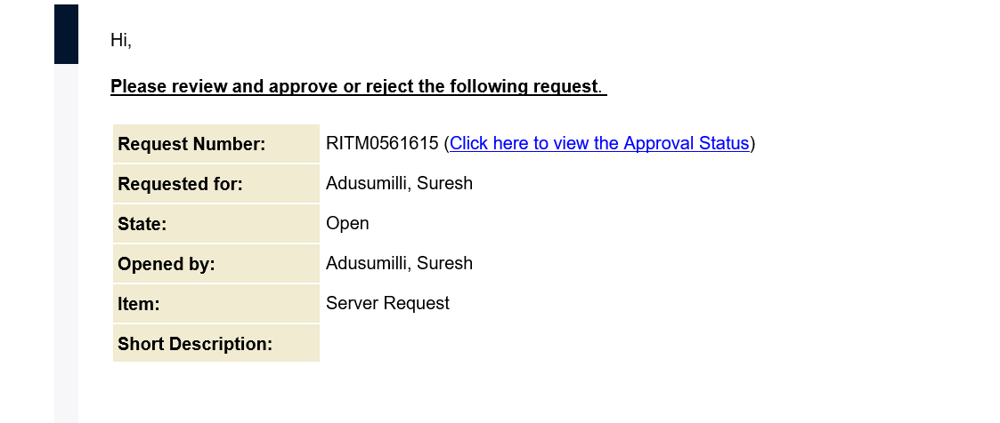 Hi,
Please review and approve or reject the following request.
Request Number: RITM0561615 (Click here to view the Approval Status)
Requested for: Adusumilli, Suresh
State: Open
Opened by: Adusumilli, Suresh
Item: Server Request
Short Description: